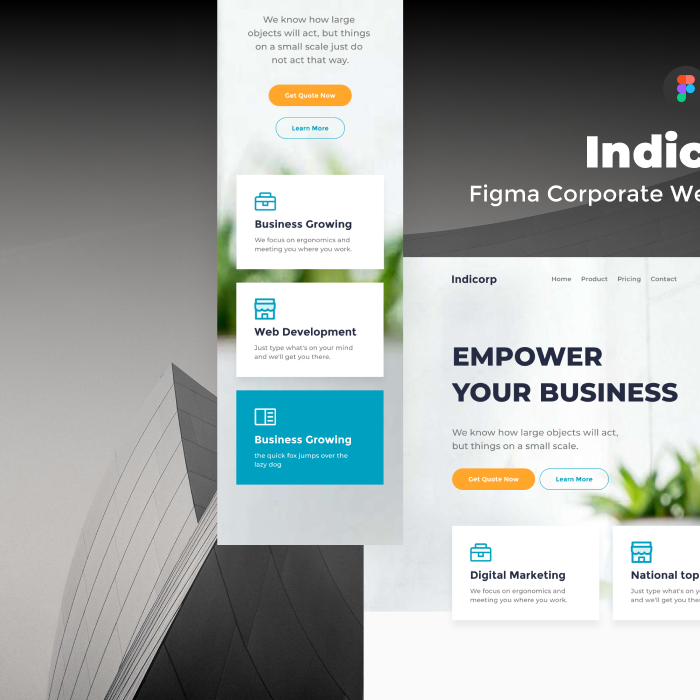 We know how large
objects will act, but things
on a small scale just do
not act that way.
Get Quote Now
Learn More
Business Growing
We focus on ergonomics and
meeting you where you work.
Web Development
Just type what's on your mind
and we'll get you there.
Business Growing
the quick fox jumps over the
lazy dog
Indic
Figma Corporate We
Indicorp
Home Product Pricing Contact
EMPOWER
YOUR BUSINESS
We know how large objects will act,
but things on a small scale.
Get Quote Now
Learn More
Digital Marketing
We focus on ergonomics and
meeting you where you work.
National top
Just type what's on y
and we'll get you the